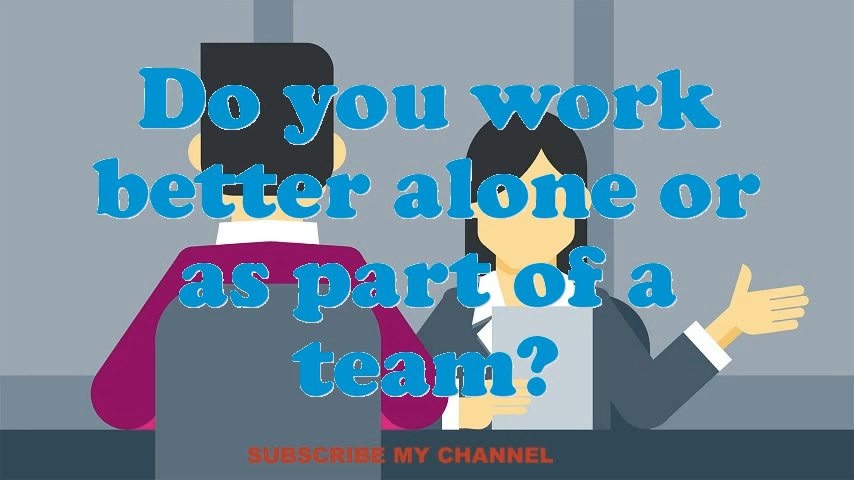 Do you work
better alone or
as part of a
team?
SUBSCRIBE MY CHANNEL